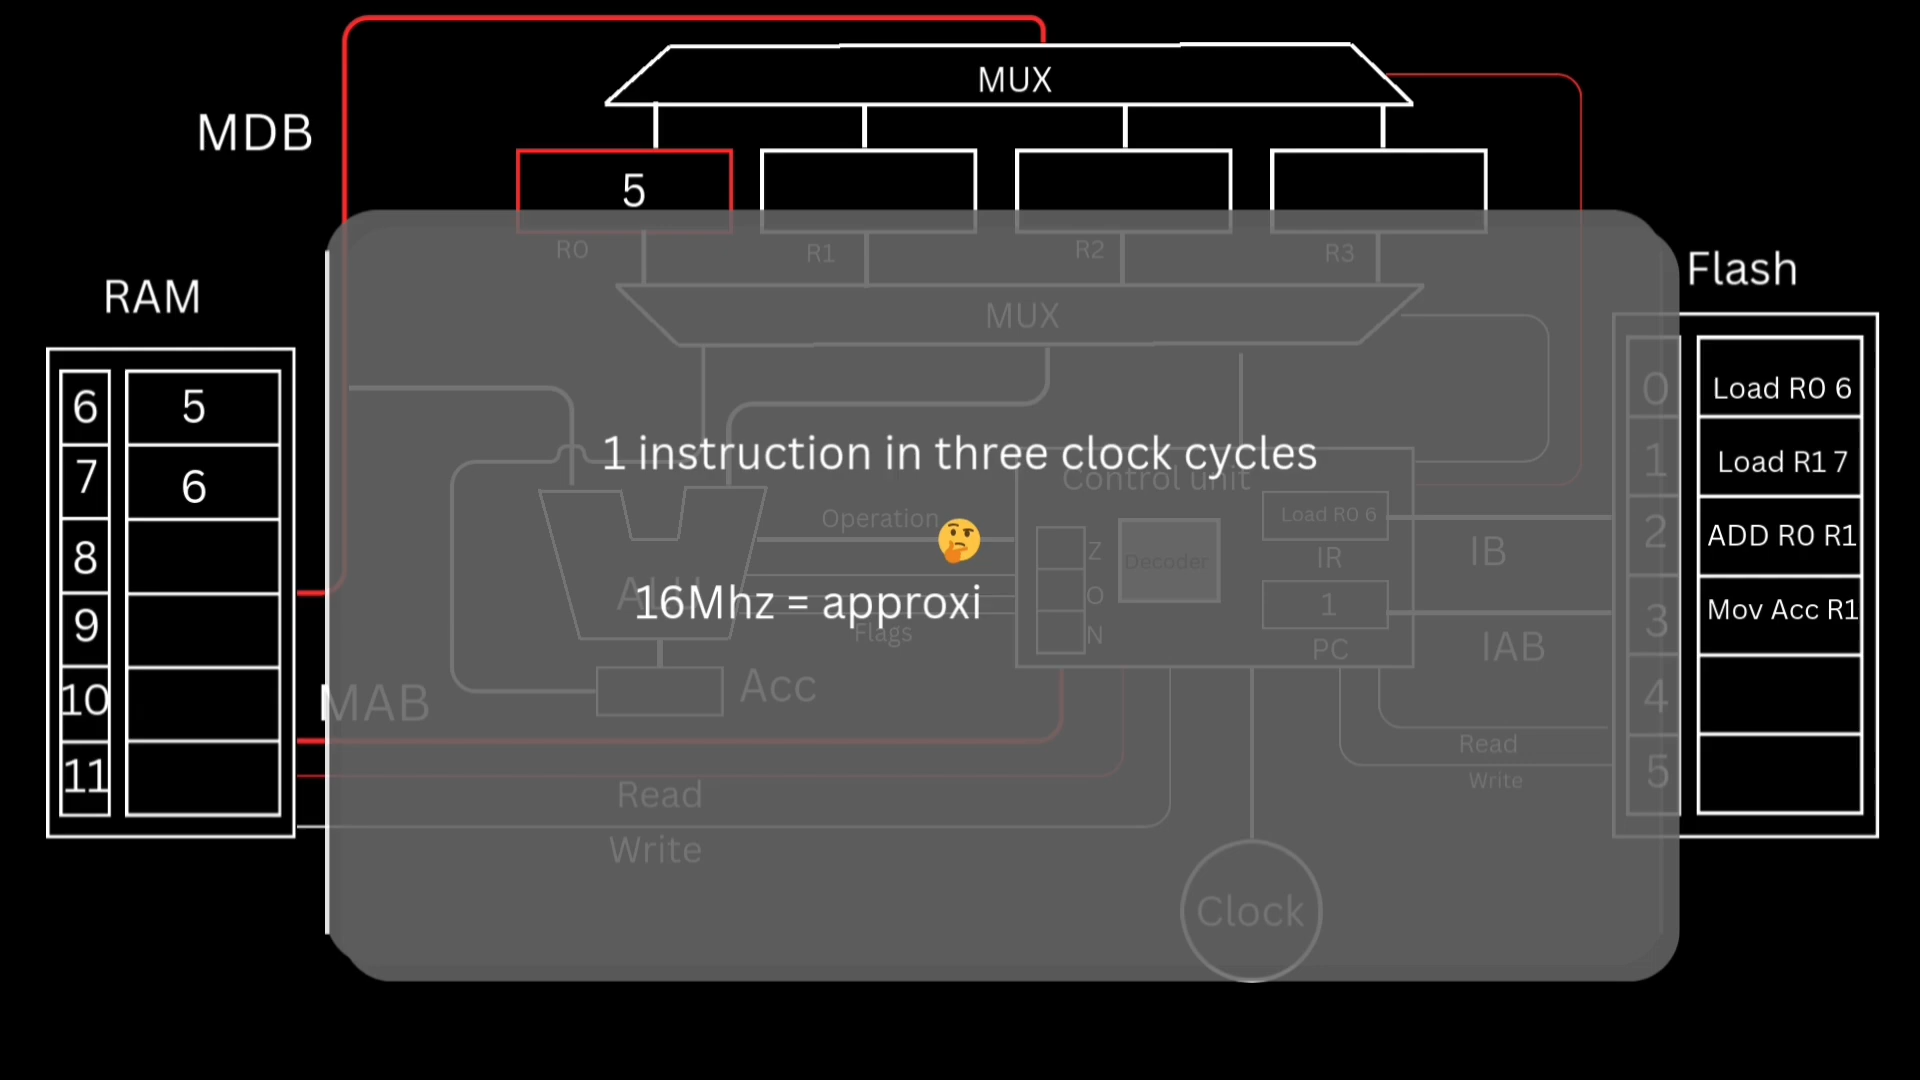 MUX
MDB
5
R0
R1
R2
R3
MUX
RAM
Flash
6
5
7
6
8
9
10
11
0
Load R0 6
1
Load R1 7
2
ADD R0 R1
3
Mov Acc R1
4
5
1 instruction in three clock cycles
Control unit
Operation
Load R0 6
IR
IB
Z
Decoder
ALU
16Mhz = approxi
O
1
Flags
N
PC
IAB
MAB
Acc
Read
Write
Read
Write
Clock